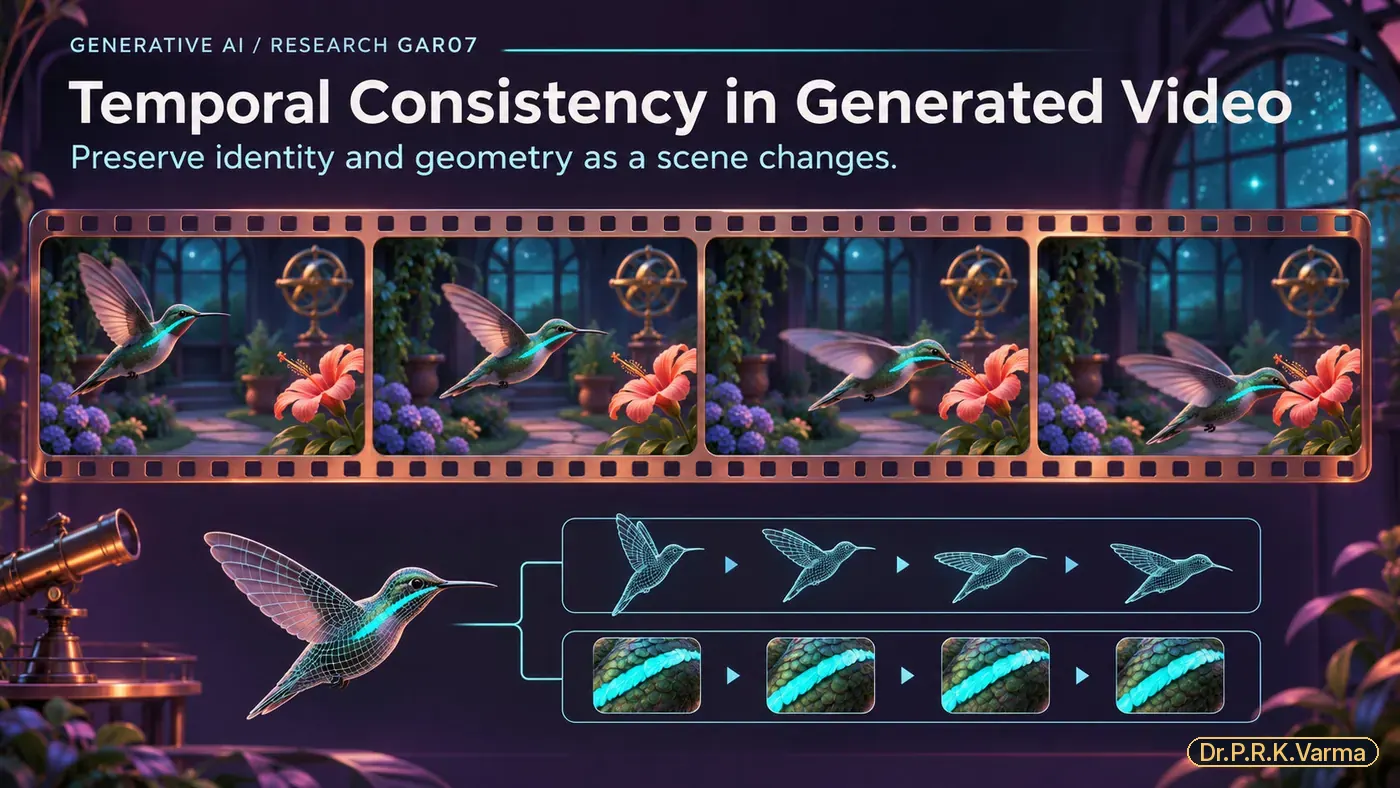 GENERATIVE AI / RESEARCH GAR07
Temporal Consistency in Generated Video
Preserve identity and geometry as a scene changes.
Dr.P.R.K.Varma